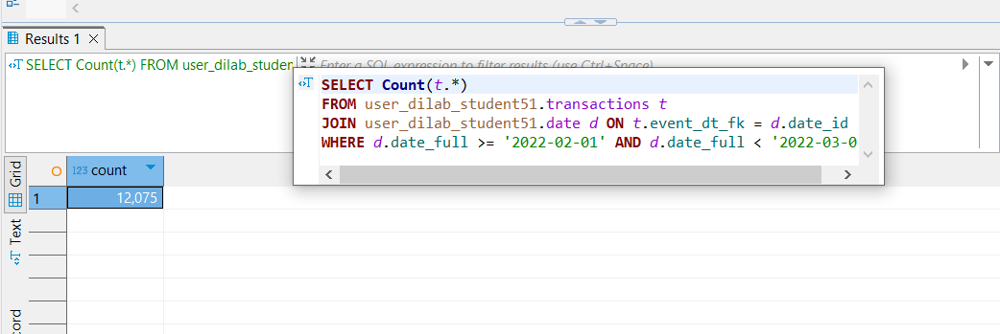 Results 1
SELECT Count(t.*) FROM user_dilab_studen
Enter a SQL expression to filter results (use Ctrl+Space)
SELECT Count(t.*)
FROM user_dilab_student51.transactions t
JOIN user_dilab_student51.date d ON t.event_dt_fk = d.date_id
WHERE d.date_full >= '2022-02-01' AND d.date_full < '2022-03-0
Grid
123 count
1 12,075
Text
cord